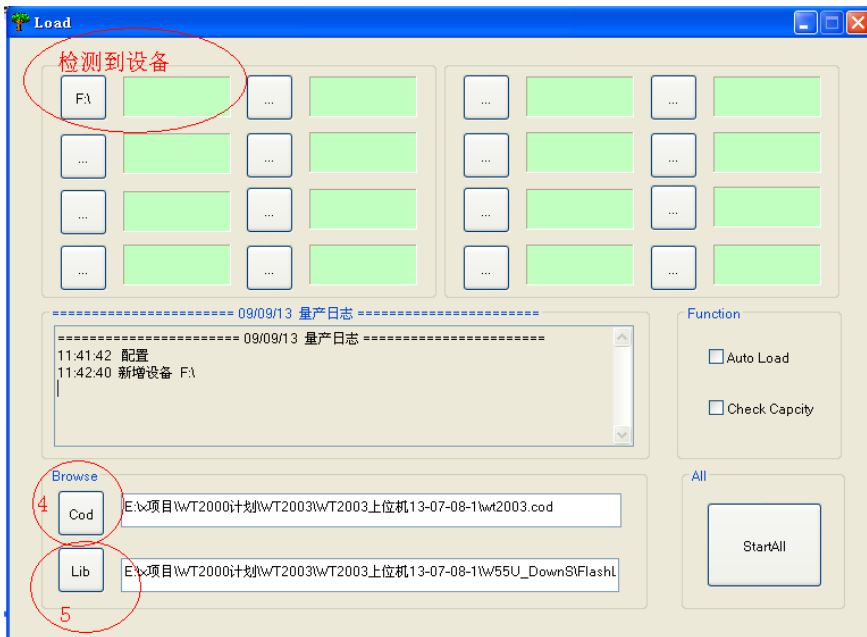 Load
检测到设备
F:\ ... ... ...
... ... ... ...
... ... ... ...
... ... ... ...
======================= 09/09/13 量产日志 =======================
======================= 09/09/13 量产日志 =======================
11:41:42 配置
11:42:40 新增设备 F:\
Function
Auto Load
Check Capcity
Browse
4
Cod
E:\x项目\WT2000计划\WT2003\WT2003上位机13-07-08-1\wt2003.cod
Lib
E:\x项目\WT2000计划\WT2003\WT2003上位机13-07-08-1\W55U_DownS\FlashL
5
All
StartAll